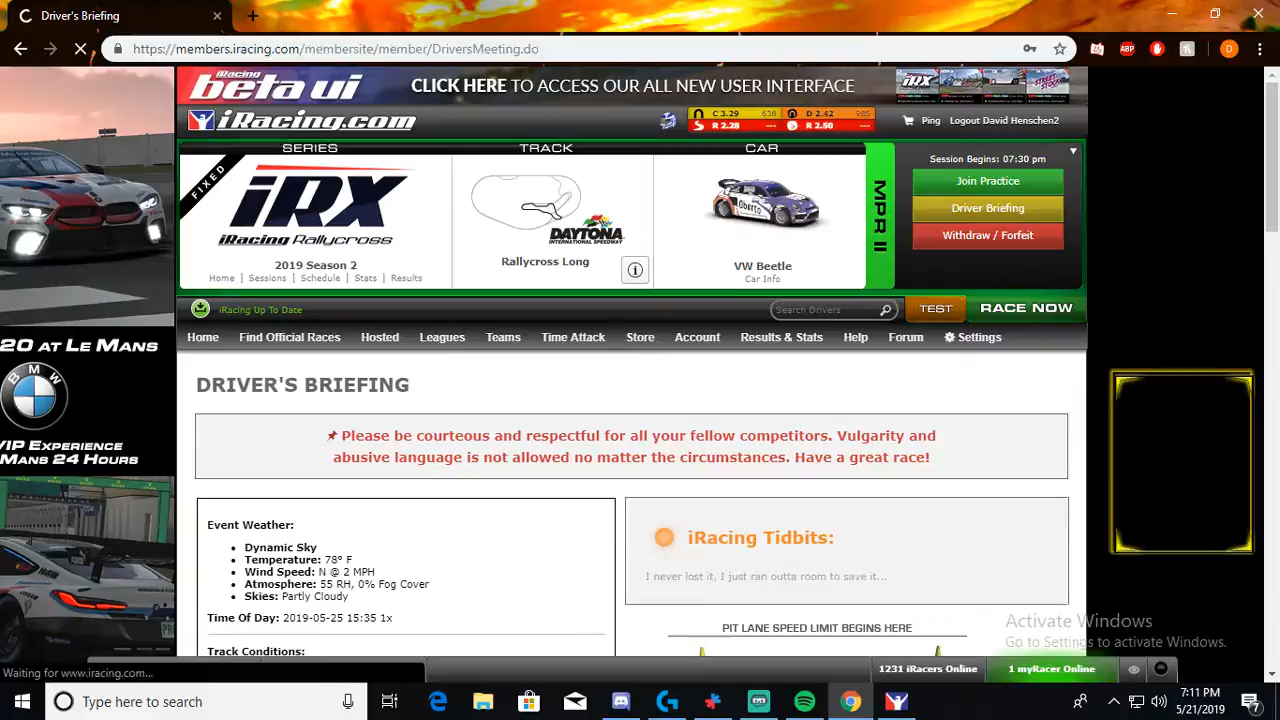 Driver's Briefing
https://members.iracing.com/membersite/member/DriversMeeting.do
ABP
D
iRacing
beta ui
CLICK HERE TO ACCESS OUR ALL NEW USER INTERFACE
iRacing.com
C 3.29 638
D 2.42 985
R 2.28 ---
R 2.50 ---
Ping
Logout David Henschen2
SERIES
TRACK
CAR
FIXED
iRX
iRacing Rallycross
2019 Season 2
Home Sessions Schedule Stats Results
DAYTONA
INTERNATIONAL SPEEDWAY
Rallycross Long
Oberto
VW Beetle
Car Info
MPR II
Session Begins: 07:30 pm
Join Practice
Driver Briefing
Withdraw / Forfeit
iRacing Up To Date
Search Drivers
TEST
RACE NOW
Home Find Official Races Hosted Leagues Teams Time Attack Store Account Results & Stats Help Forum Settings
20 AT LE MANS
BMW
VIP EXPERIENCE
MANS 24 HOURS
DRIVER'S BRIEFING
Please be courteous and respectful for all your fellow competitors. Vulgarity and
abusive language is not allowed no matter the circumstances. Have a great race!
Event Weather:
Dynamic Sky
Temperature: 78° F
Wind Speed: N @ 2 MPH
Atmosphere: 55 RH, 0% Fog Cover
Skies: Partly Cloudy
Time Of Day: 2019-05-25 15:35 1x
Track Conditions:
iRacing Tidbits:
I never lost it, I just ran outta room to save it...
PIT LANE SPEED LIMIT BEGINS HERE
Activate Windows
Go to Settings to activate Windows.
Waiting for www.iracing.com...
1231 iRacers Online
1 myRacer Online
Type here to search
7:11 PM
5/21/2019
7